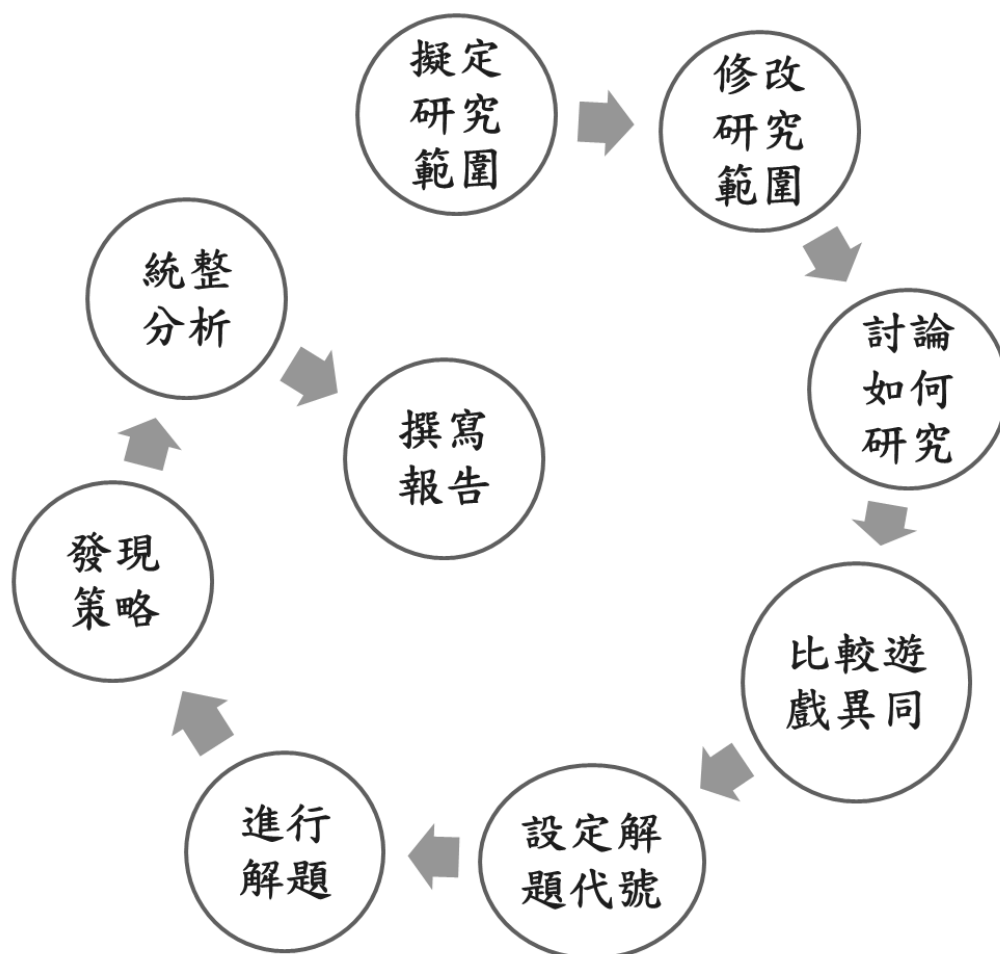 擬定
研究
範圍
修改
研究
範圍
討論
如何
研究
比較遊
戲異同
設定解
題代號
進行
解題
發現
策略
統整
分析
撰寫
報告